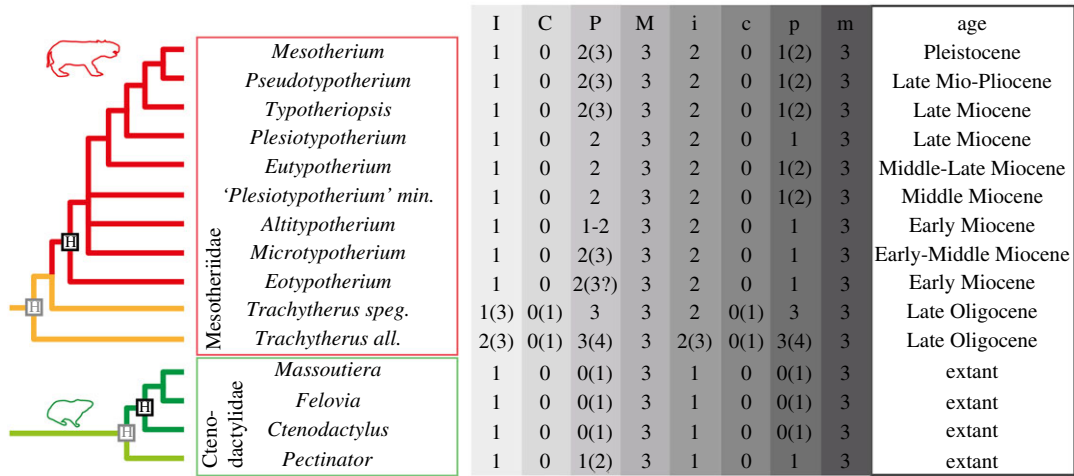 I C P M i c p m age
Mesotherium 1 0 2(3) 3 2 0 1(2) 3 Pleistocene
Pseudotypotherium 1 0 2(3) 3 2 0 1(2) 3 Late Mio-Pliocene
Typotheriopsis 1 0 2(3) 3 2 0 1(2) 3 Late Miocene
Plesiotypotherium 1 0 2 3 2 0 1 3 Late Miocene
Eutypotherium 1 0 2 3 2 0 1(2) 3 Middle-Late Miocene
‘Plesiotypotherium’ min. 1 0 2 3 2 0 1(2) 3 Middle Miocene
Altitypotherium 1 0 1-2 3 2 0 1 3 Early Miocene
H
Microtypotherium 1 0 2(3) 3 2 0 1 3 Early-Middle Miocene
Eotypotherium 1 0 2(3?) 3 2 0 1 3 Early Miocene
H
Trachytherus speg. 1(3) 0(1) 3 3 2 0(1) 3 3 Late Oligocene
Trachytherus all. 2(3) 0(1) 3(4) 3 2(3) 0(1) 3(4) 3 Late Oligocene
Mesotheriidae
Massoutiera 1 0 0(1) 3 1 0 0(1) 3 extant
H
Felovia 1 0 0(1) 3 1 0 0(1) 3 extant
H
Ctenodactylus 1 0 0(1) 3 1 0 0(1) 3 extant
Pectinator 1 0 1(2) 3 1 0 1 3 extant
Cteno-
dactylidae